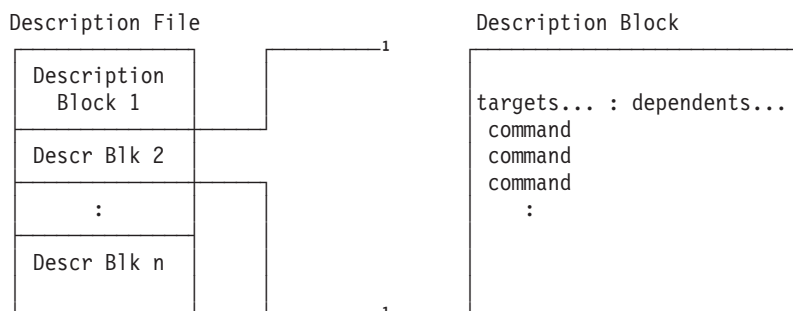 Description File
Description Block
1
Description
Block 1
targets... : dependents...
command
Descr Blk 2
command
command
:
:
Descr Blk n
1